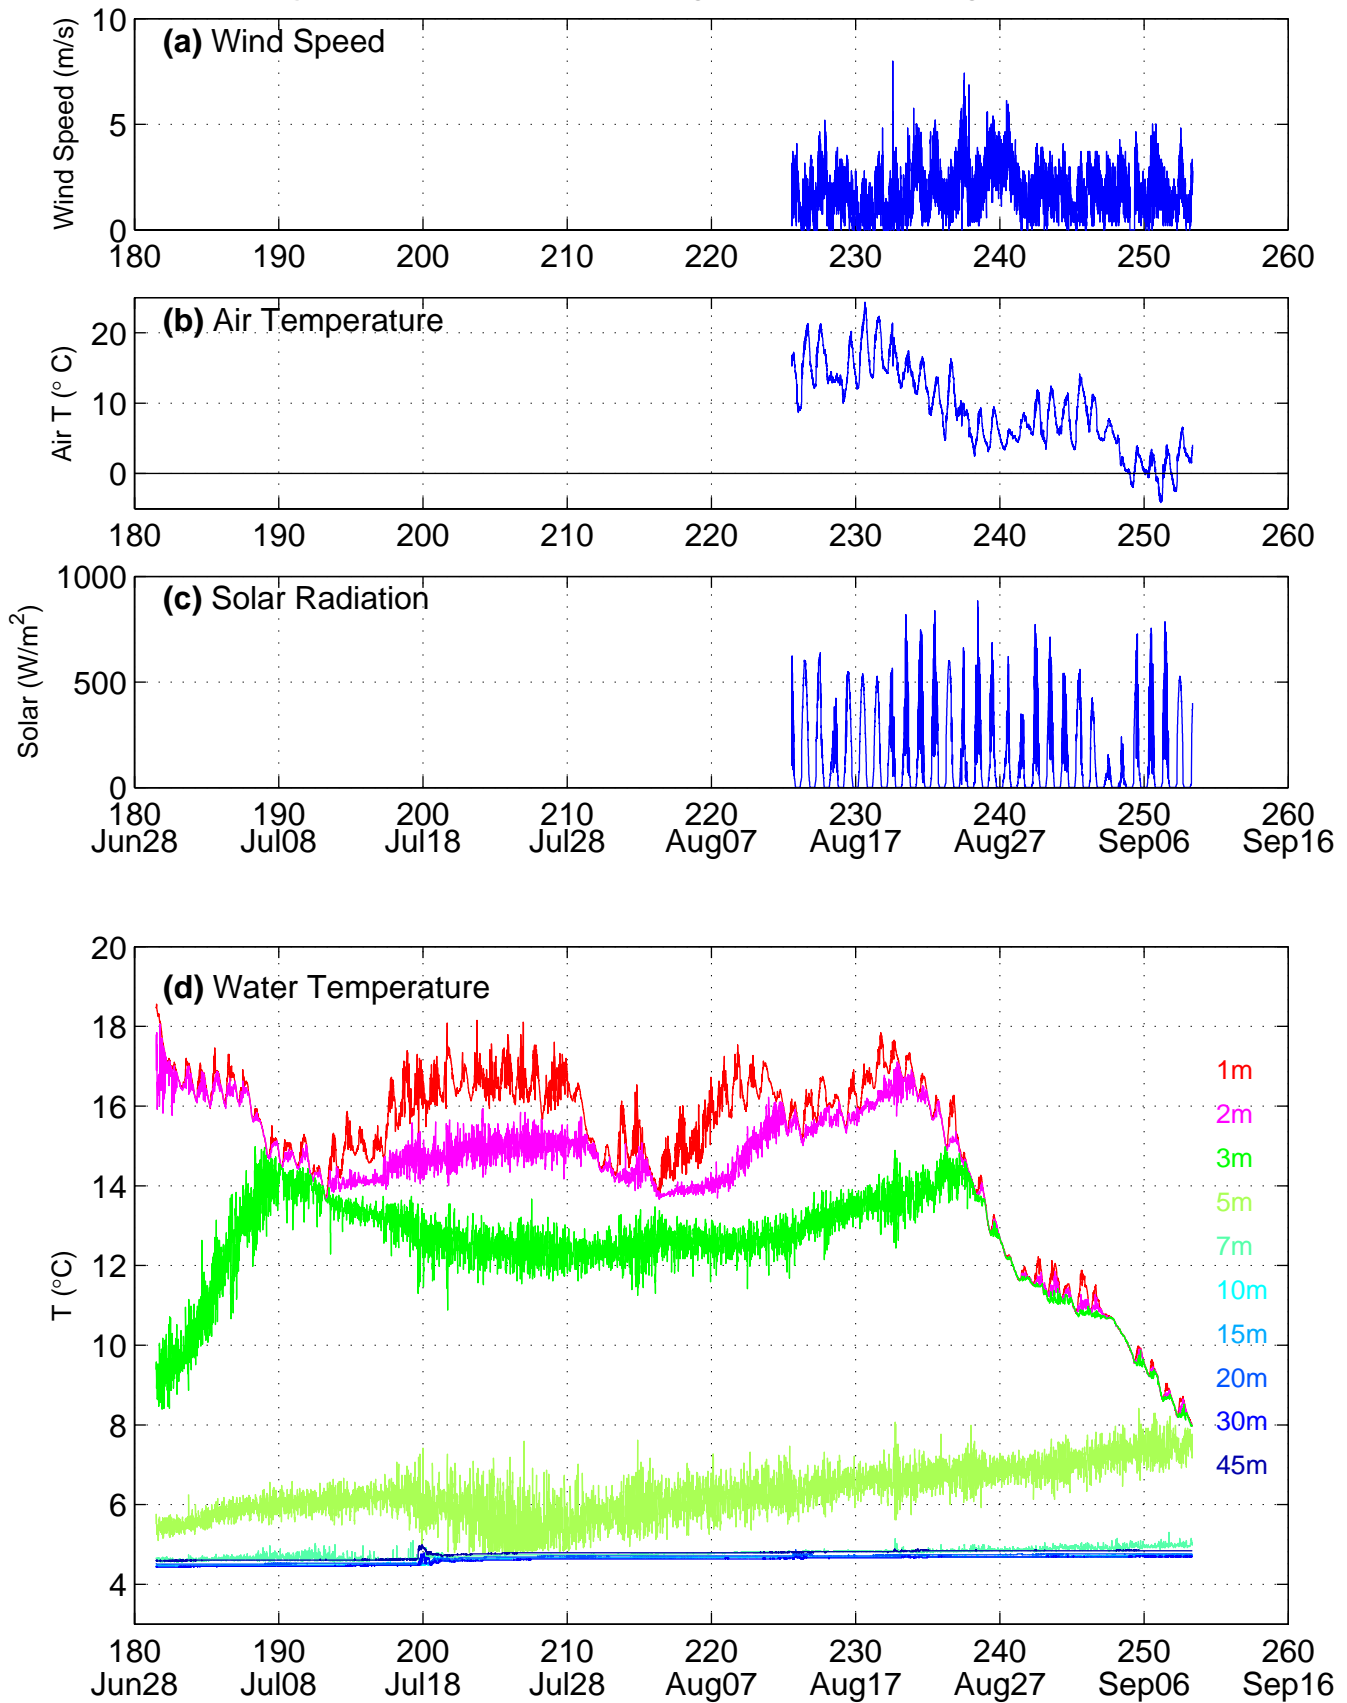 (a) Wind Speed
Wind Speed (m/s)
10
5
0
180 190 200 210 220 230 240 250 260
(b) Air Temperature
Air T (° C)
20
10
0
180 190 200 210 220 230 240 250 260
(c) Solar Radiation
Solar (W/m²)
1000
500
0
180 190 200 210 220 230 240 250 260
Jun28 Jul08 Jul18 Jul28 Aug07 Aug17 Aug27 Sep06 Sep16
(d) Water Temperature
T (°C)
20
18
16
14
12
10
8
6
4
1m
2m
3m
5m
7m
10m
15m
20m
30m
45m
180 190 200 210 220 230 240 250 260
Jun28 Jul08 Jul18 Jul28 Aug07 Aug17 Aug27 Sep06 Sep16